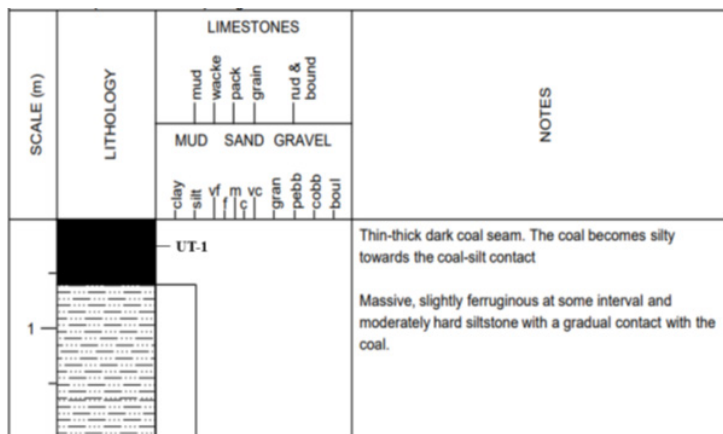 LIMESTONES
SCALE (m)
LITHOLOGY
mud
wacke
pack
grain
rud &
bound
NOTES
MUD SAND GRAVEL
clay
silt
vf
f
m
c
vc
gran
pebb
cobb
boul
UT-1
Thin-thick dark coal seam. The coal becomes silty
towards the coal-silt contact
Massive, slightly ferruginous at some interval and
moderately hard siltstone with a gradual contact with the
coal.
1